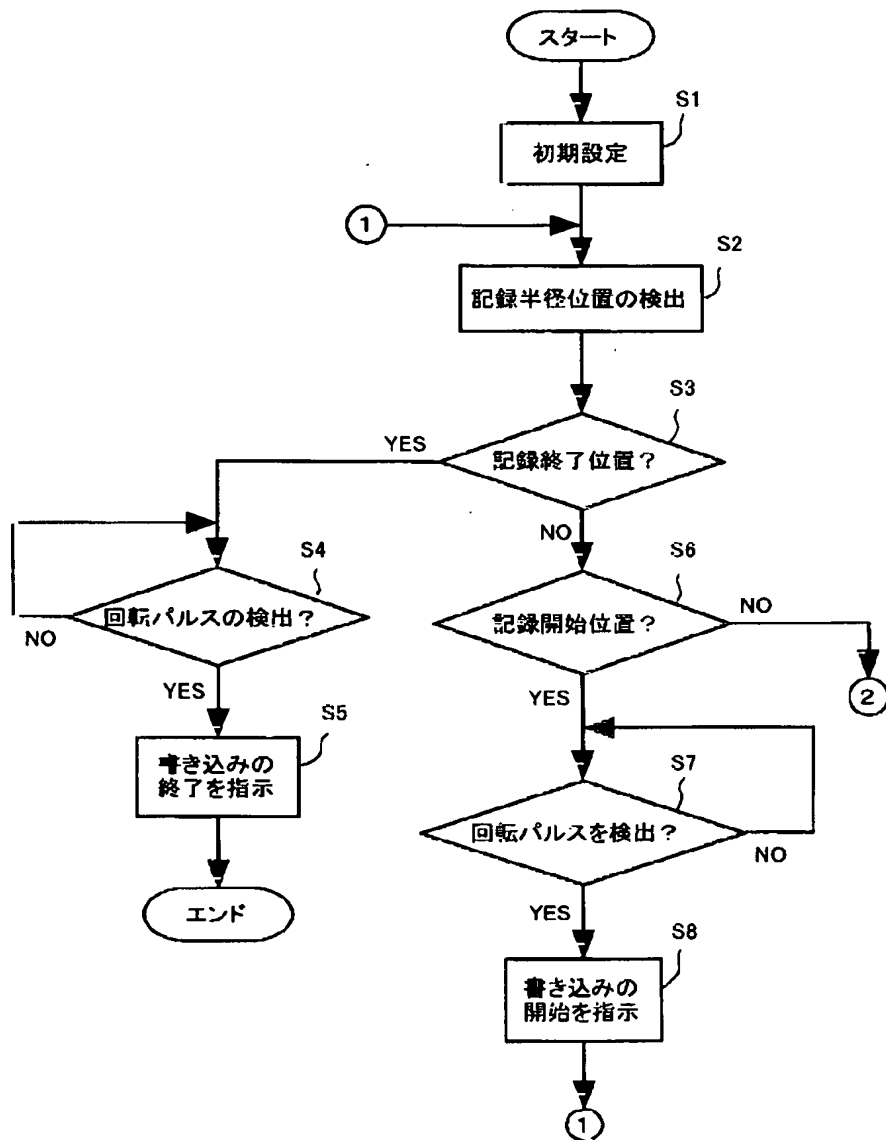 スタート
S1
初期設定
1
S2
記録半径位置の検出
S3
YES
記録終了位置？
NO
S4
S6
回転パルスの検出？
記録開始位置？
NO
NO
YES
YES
2
S5
S7
書き込みの
終了を指示
回転パルスを検出？
NO
エンド
YES
S8
書き込みの
開始を指示
1